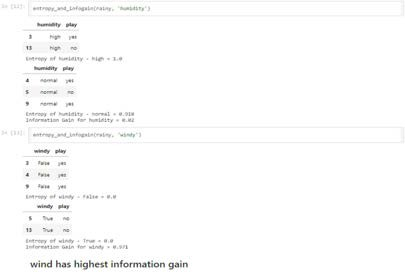 In [52]: entropy_and_infogain(rainy, 'humidity')
humidity play
3 high yes
13 high no
Entropy of humidity - high = 1.0
humidity play
4 normal yes
5 normal no
9 normal yes
Entropy of humidity - normal = 0.918
Information Gain for humidity = 0.02
entropy_and_infogain(rainy, 'windy')
windy play
3 False yes
4 False yes
9 False yes
Entropy of windy - False = 0.0
windy play
5 True no
13 True no
Entropy of windy - True = 0.0
Information Gain for windy = 0.971
wind has highest information gain